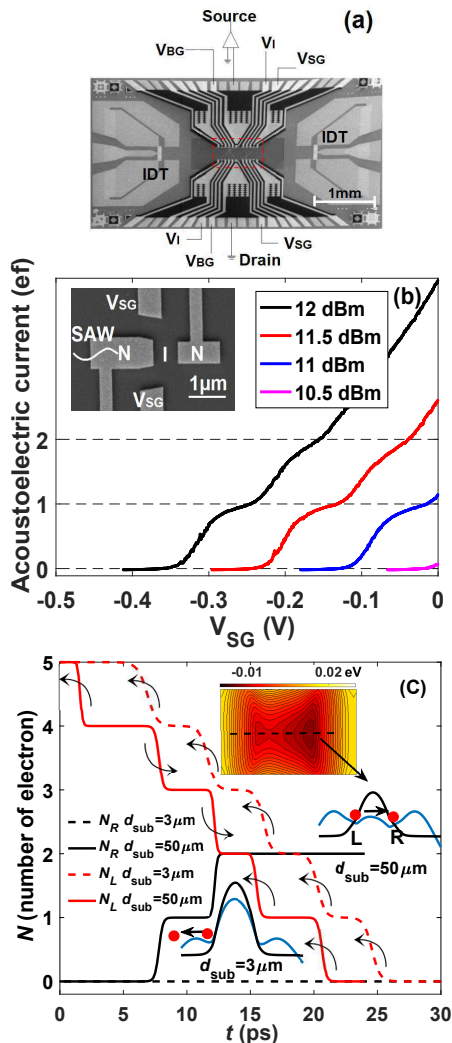 (a)
Source
V_BG
V_I
V_SG
IDT
IDT
1mm
V_I
V_BG
Drain
V_SG
(b)
Acoustoelectric current (ef)
V_SG
SAW
N
I
N
V_SG
1μm
12 dBm
11.5 dBm
11 dBm
10.5 dBm
2
1
0
-0.5
-0.4
-0.3
-0.2
-0.1
0
V_SG (V)
(c)
N (number of electron)
5
4
3
2
1
0
-0.01
0.02 eV
N_R d_sub=3μm
N_R d_sub=50μm
N_L d_sub=3μm
N_L d_sub=50μm
L
R
d_sub=50μm
d_sub=3μm
0
5
10
15
20
25
30
t (ps)